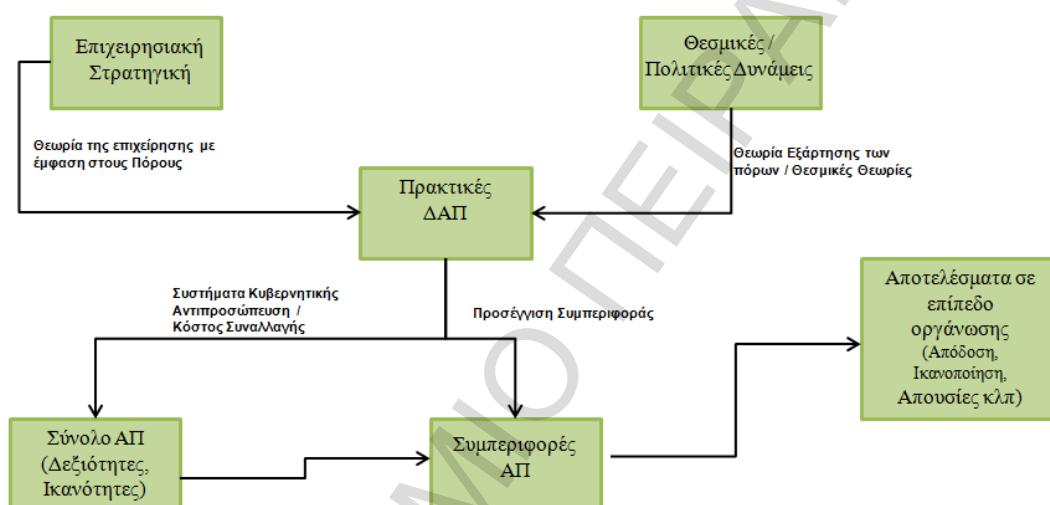 Επιχειρησιακή
Στρατηγική
Θεσμικές /
Πολιτικές Δυνάμεις
Θεωρία της επιχείρησης με
έμφαση στους Πόρους
Θεωρία Εξάρτησης των
πόρων / Θεσμικές Θεωρίες
Πρακτικές
ΔΑΠ
Συστήματα Κυβερνητικής
Αντιπροσώπευση /
Κόστος Συναλλαγής
Προσέγγιση Συμπεριφοράς
Αποτελέσματα σε
επίπεδο
οργάνωσης
(Απόδοση,
Ικανοποίηση,
Απουσίες κλπ)
Σύνολο ΑΠ
(Δεξιότητες,
Ικανότητες)
Συμπεριφορές
ΑΠ
ΜΙΟ ΠΕΙΡΑ